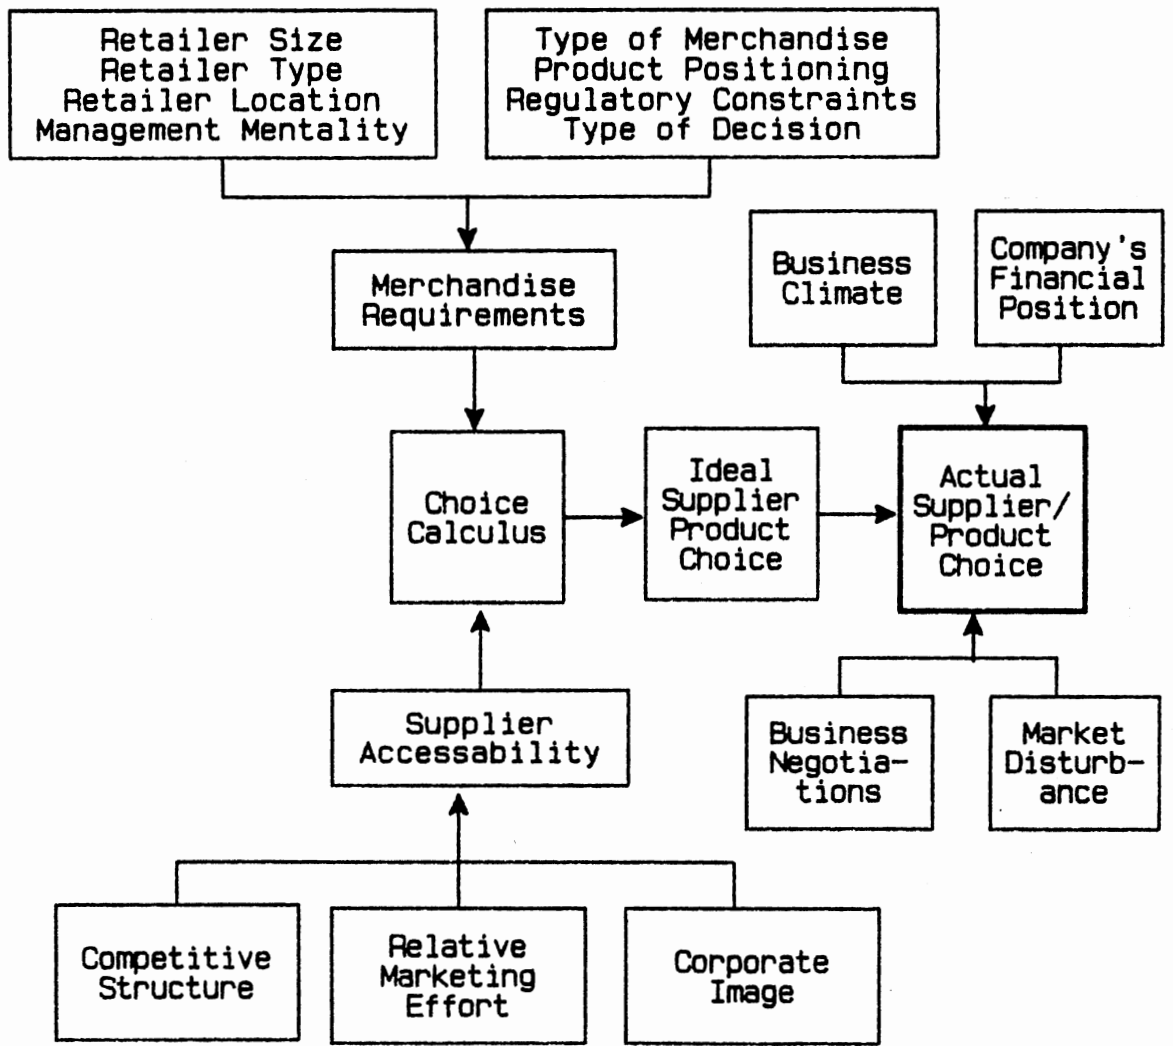 Retailer Size
Retailer Type
Retailer Location
Management Mentality
Type of Merchandise
Product Positioning
Regulatory Constraints
Type of Decision
Merchandise
Requirements
Business
Climate
Company's
Financial
Position
Choice
Calculus
Ideal
Supplier
Product
Choice
Actual
Supplier/
Product
Choice
Supplier
Accessability
Business
Negotia-
tions
Market
Disturb-
ance
Competitive
Structure
Relative
Marketing
Effort
Corporate
Image